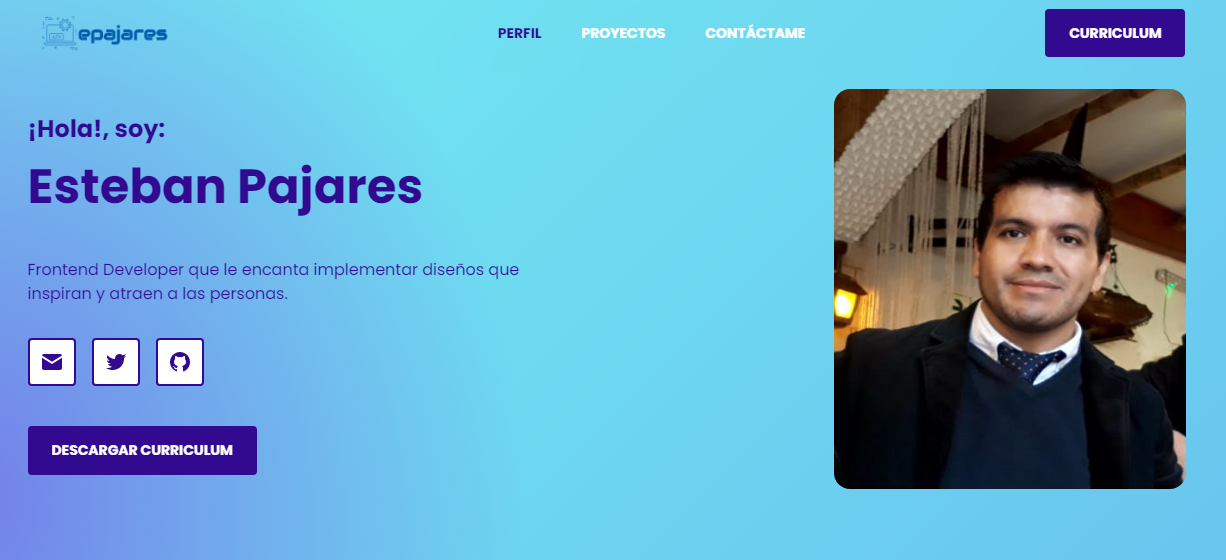 epajares
PERFIL
PROYECTOS
CONTÁCTAME
CURRICULUM
¡Hola!, soy:
Esteban Pajares
Frontend Developer que le encanta implementar diseños que
inspiran y atraen a las personas.
DESCARGAR CURRICULUM